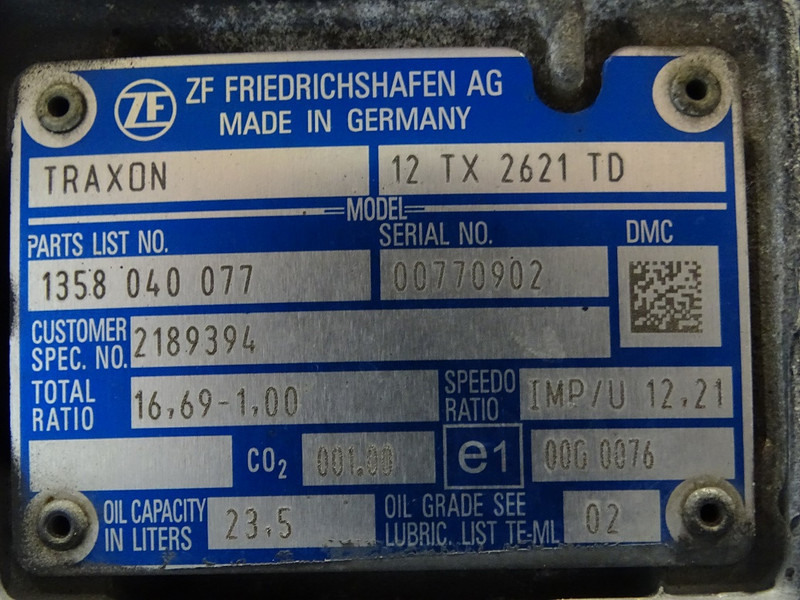 ZF ZF FRIEDRICHSHAFEN AG
MADE IN GERMANY
TRAXON 12 TX 2621 TD
MODEL
PARTS LIST NO. SERIAL NO. DMC
1358 040 077 00770902
CUSTOMER SPEC. NO. 2189394
TOTAL RATIO 16,69-1,00 SPEEDO RATIO IMP/U 12,21
CO2 001.00 e1 00G 0076
OIL CAPACITY IN LITERS 23,5 OIL GRADE SEE LUBRIC. LIST TE-ML 02